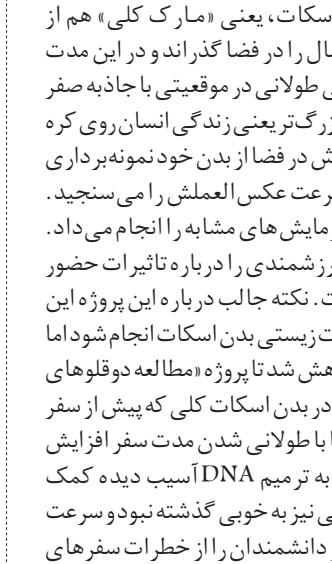 اسکات، یعنی «مارک کلی» هم از
سال را در فضا گذراند و در این مدت
طولانی در موقعیتی با جاذبه صفر
بزرگ‌تر یعنی زندگی انسان روی کره
ش در فضا از بدن خود نمونه‌برداری
سرعت عکس‌العملش را می‌سنجید.
مایش‌های مشابه را انجام می‌داد.
ارزشمندی را درباره تاثیرات حضور
ت. نکته جالب درباره این پروژه این
ت زیستی بدن اسکات انجام شود اما
هش شد تا پروژه «مطالعه دوقلوهای
در بدن اسکات کلی که پیش از سفر
ا با طولانی شدن مدت سفر افزایش
به ترمیم DNA آسیب دیده کمک
ی نیز به خوبی گذشته نبود و سرعت
دانشمندان را از خطرات سفرهای